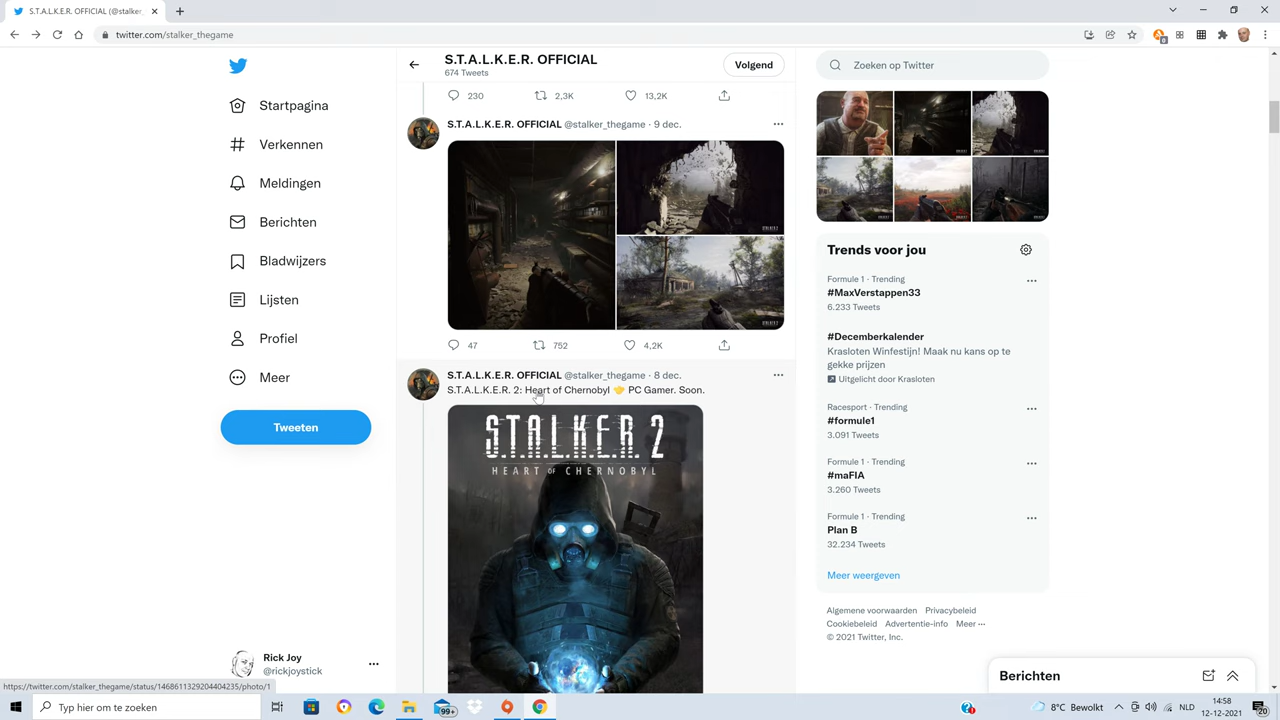 S.T.A.L.K.E.R. OFFICIAL (@stalke
twitter.com/stalker_thegame
S.T.A.L.K.E.R. OFFICIAL
674 Tweets
Volgend
Zoeken op Twitter
Startpagina
Verkennen
Meldingen
Berichten
Bladwijzers
Lijsten
Profiel
Meer
Tweeten
Rick Joy
@rickjoystick
230
2,3K
13,2K
S.T.A.L.K.E.R. OFFICIAL @stalker_thegame · 9 dec.
47
752
4,2K
S.T.A.L.K.E.R. OFFICIAL @stalker_thegame · 8 dec.
S.T.A.L.K.E.R. 2: Heart of Chernobyl 🤝 PC Gamer. Soon.
S.T.A.L.K.E.R. 2
HEART OF CHERNOBYL
Trends voor jou
Formule 1 · Trending
#MaxVerstappen33
6.233 Tweets
#Decemberkalender
Krasloten Winfestijn! Maak nu kans op te
gekke prijzen
Uitgelicht door Krasloten
Racesport · Trending
#formule1
3.091 Tweets
Formule 1 · Trending
#maFIA
3.260 Tweets
Formule 1 · Trending
Plan B
32.234 Tweets
Meer weergeven
Algemene voorwaarden Privacybeleid
Cookiebeleid Advertentie-info Meer ···
© 2021 Twitter, Inc.
Berichten
https://twitter.com/stalker_thegame/status/1468611329204404235/photo/1
Typ hier om te zoeken
99+
8°C Bewolkt
NLD
14:58
12-12-2021
20